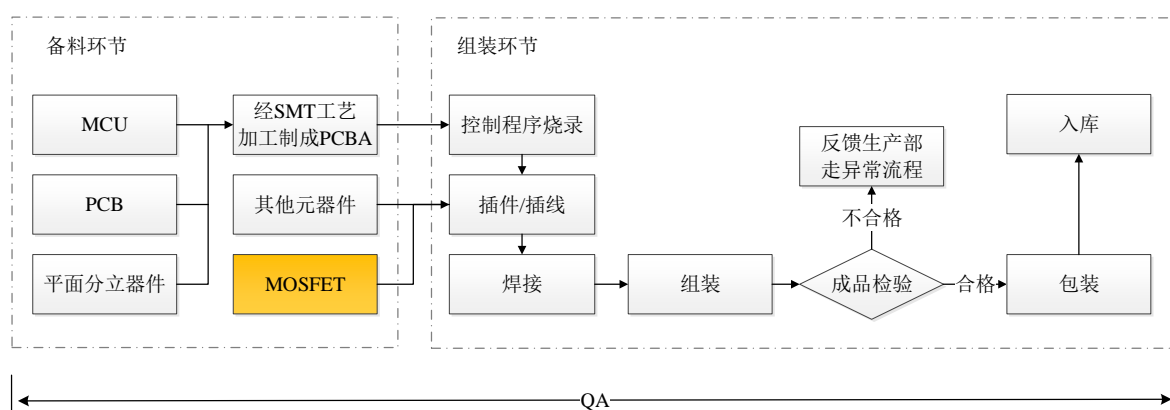 备料环节
MCU
PCB
平面分立器件
经SMT工艺
加工制成PCBA
其他元器件
MOSFET
组装环节
控制程序烧录
插件/插线
焊接
组装
反馈生产部
走异常流程
不合格
成品检验
合格
包装
入库
QA